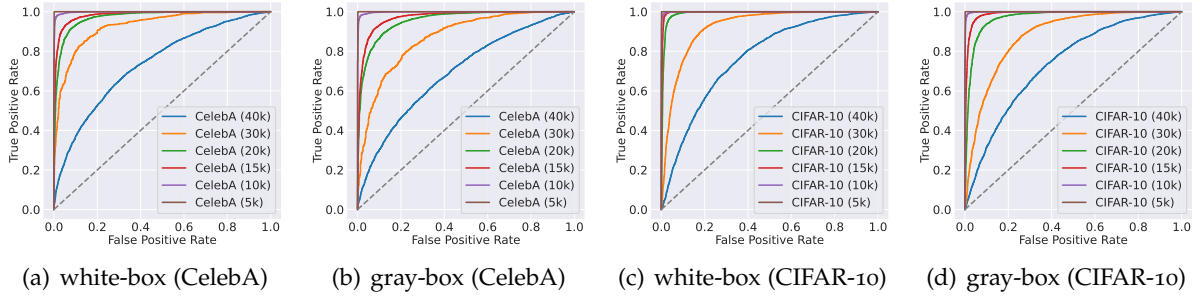 1.0
0.8
0.6
0.4
0.2
0.0
True Positive Rate
CelebA (40k)
CelebA (30k)
CelebA (20k)
CelebA (15k)
CelebA (10k)
CelebA (5k)
0.0 0.2 0.4 0.6 0.8 1.0
False Positive Rate
(a) white-box (CelebA)
1.0
0.8
0.6
0.4
0.2
0.0
True Positive Rate
CelebA (40k)
CelebA (30k)
CelebA (20k)
CelebA (15k)
CelebA (10k)
CelebA (5k)
0.0 0.2 0.4 0.6 0.8 1.0
False Positive Rate
(b) gray-box (CelebA)
1.0
0.8
0.6
0.4
0.2
0.0
True Positive Rate
CIFAR-10 (40k)
CIFAR-10 (30k)
CIFAR-10 (20k)
CIFAR-10 (15k)
CIFAR-10 (10k)
CIFAR-10 (5k)
0.0 0.2 0.4 0.6 0.8 1.0
False Positive Rate
(c) white-box (CIFAR-10)
1.0
0.8
0.6
0.4
0.2
0.0
True Positive Rate
CIFAR-10 (40k)
CIFAR-10 (30k)
CIFAR-10 (20k)
CIFAR-10 (15k)
CIFAR-10 (10k)
CIFAR-10 (5k)
0.0 0.2 0.4 0.6 0.8 1.0
False Positive Rate
(d) gray-box (CIFAR-10)